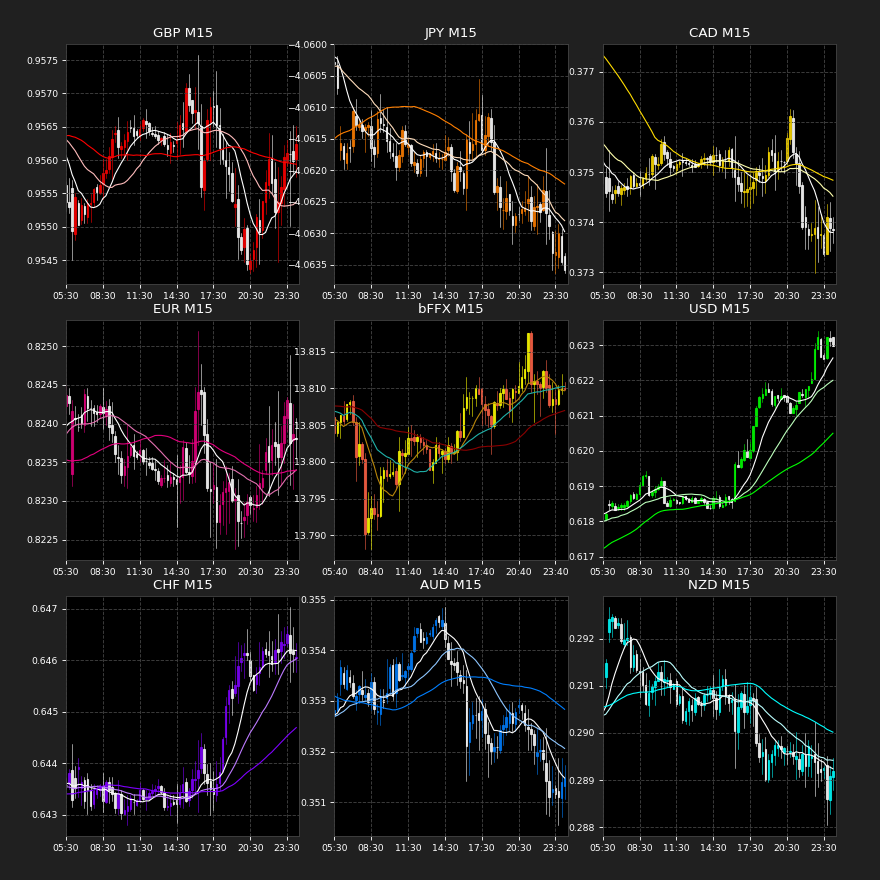 GBP M15 JPY M15 CAD M15
0.9575 0.9570 0.9565 0.9560 0.9555 0.9550 0.9545
−4.0600 −4.0605 −4.0610 −4.0615 −4.0620 −4.0625 −4.0630 −4.0635
0.377 0.376 0.375 0.374 0.373
05:30 08:30 11:30 14:30 17:30 20:30 23:30 05:30 08:30 11:30 14:30 17:30 20:30 23:30 05:30 08:30 11:30 14:30 17:30 20:30 23:30
EUR M15 bFFX M15 USD M15
0.8250 0.8245 0.8240 0.8235 0.8230 0.8225
13.815 13.810 13.805 13.800 13.795 13.790
0.623 0.622 0.621 0.620 0.619 0.618 0.617
05:30 08:30 11:30 14:30 17:30 20:30 23:30 05:40 08:40 11:40 14:40 17:40 20:40 23:40 05:30 08:30 11:30 14:30 17:30 20:30 23:30
CHF M15 AUD M15 NZD M15
0.647 0.646 0.645 0.644 0.643
0.355 0.354 0.353 0.352 0.351
0.292 0.291 0.290 0.289 0.288
05:30 08:30 11:30 14:30 17:30 20:30 23:30 05:30 08:30 11:30 14:30 17:30 20:30 23:30 05:30 08:30 11:30 14:30 17:30 20:30 23:30